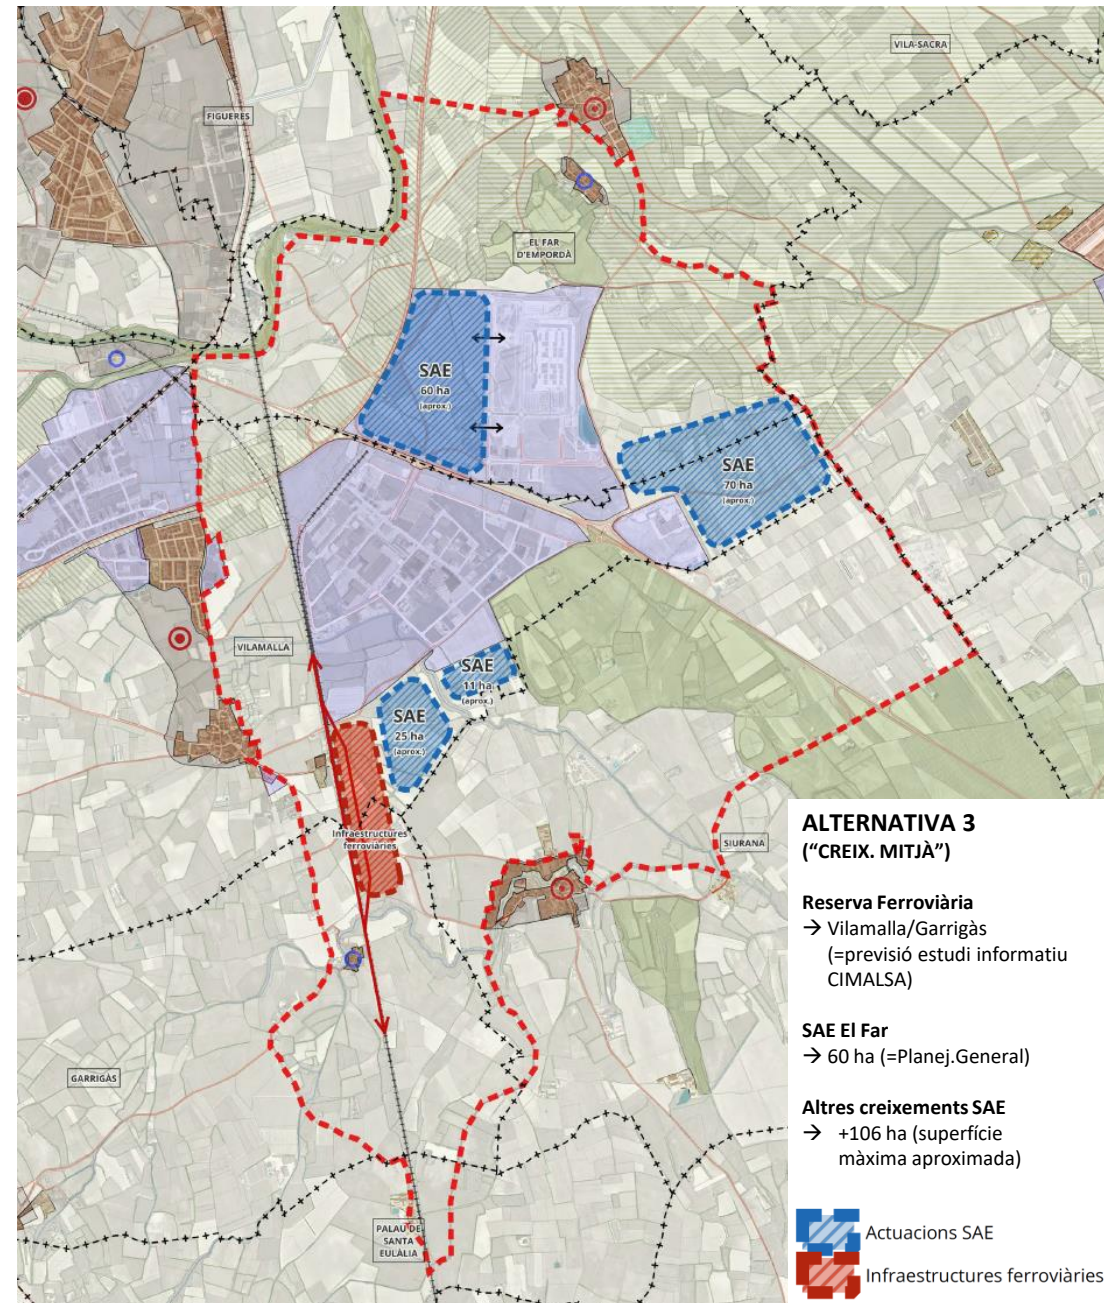 VILA-SACRA
FIGUERES
EL FAR
D'EMPORDÀ
SAE
60 ha
(aprox.)
SAE
70 ha
(aprox.)
VILAMALLA
SAE
11 ha
(aprox.)
SAE
25 ha
(aprox.)
Infraestructures
ferroviàries
SIURANA
GARRIGÀS
PALAU DE
SANTA
EULÀLIA
ALTERNATIVA 3
(“CREIX. MITJÀ”)
Reserva Ferroviària
→ Vilamalla/Garrigàs
(=previsió estudi informatiu
CIMALSA)
SAE El Far
→ 60 ha (=Planej.General)
Altres creixements SAE
→ +106 ha (superfície
màxima aproximada)
Actuacions SAE
Infraestructures ferroviàries